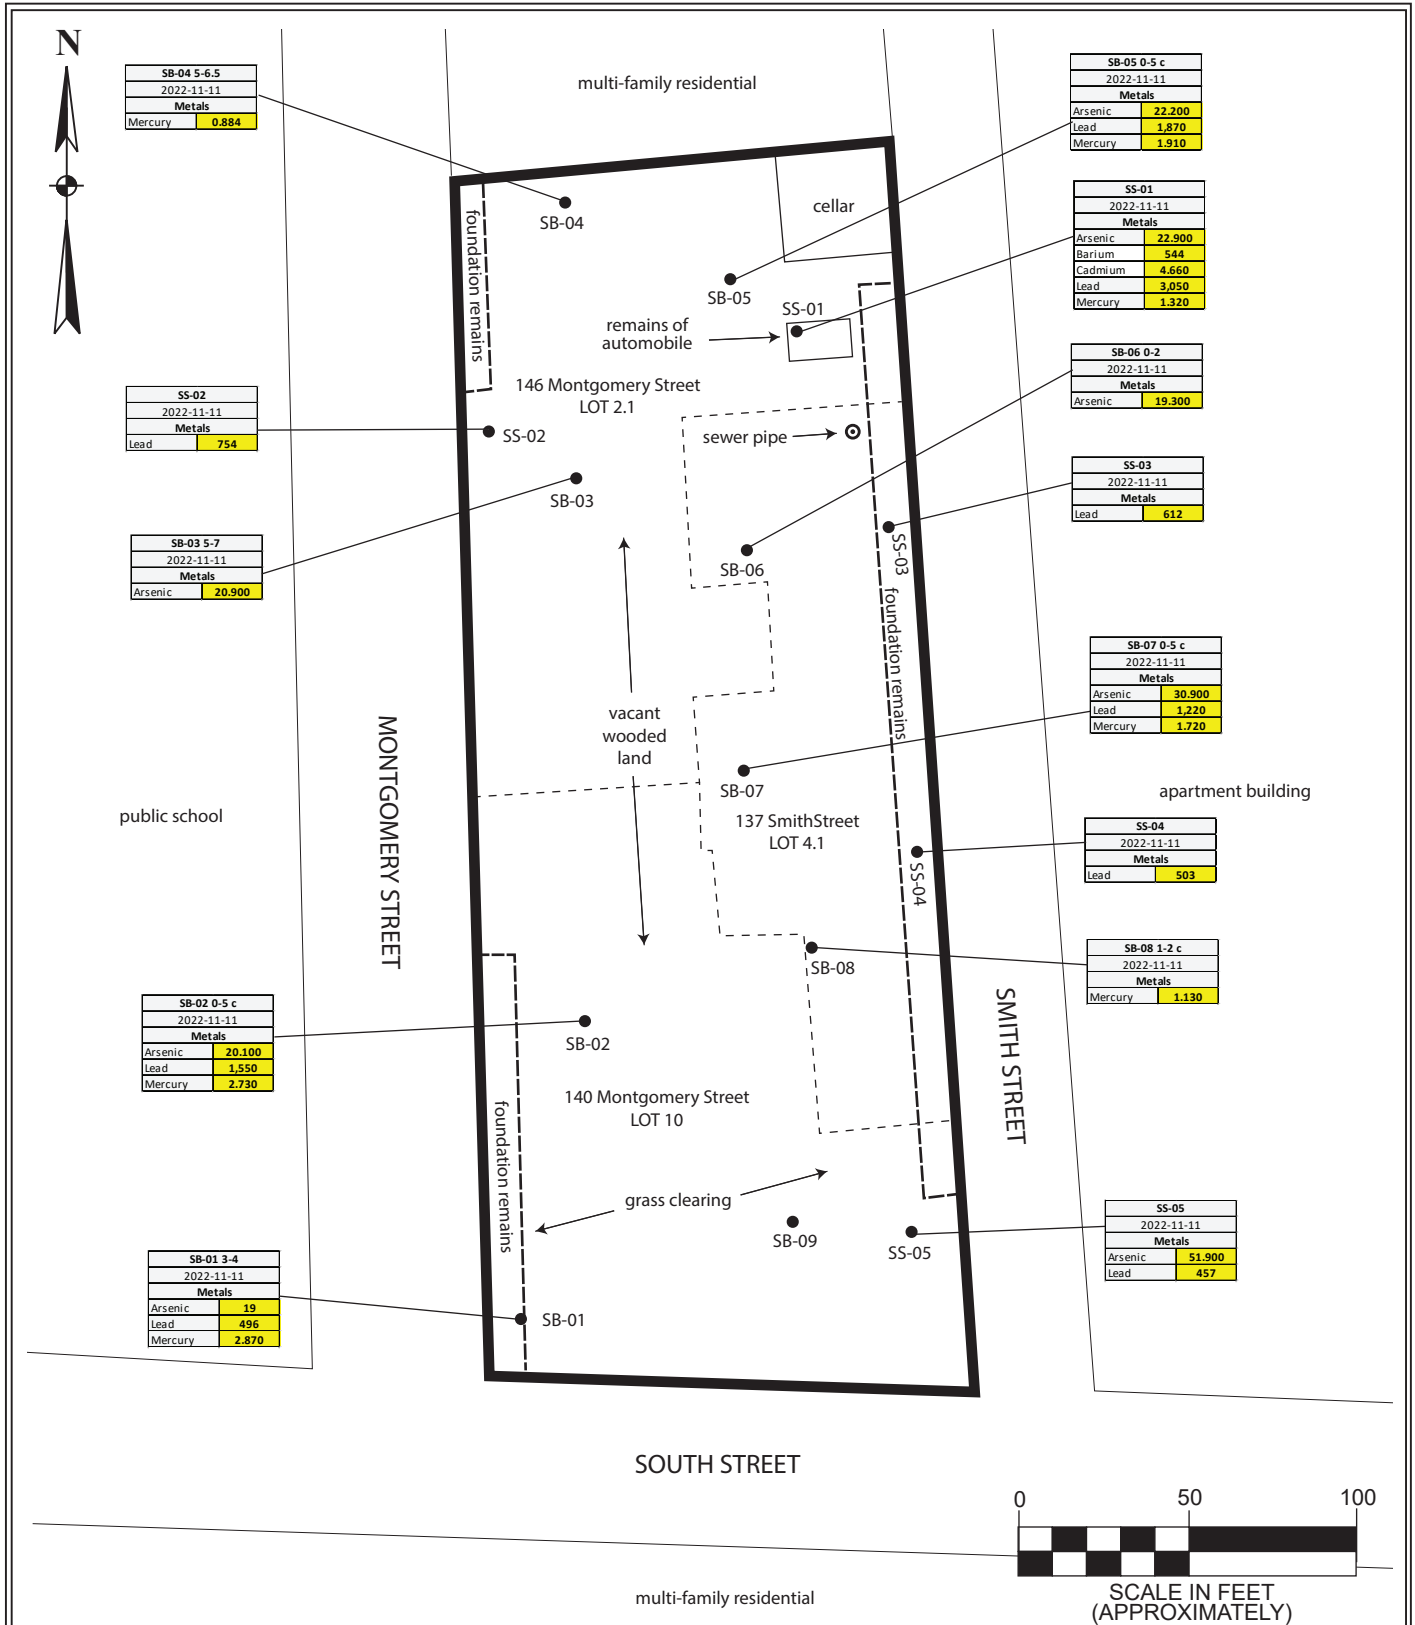 N
multi-family residential
SB-04 5-6.5
2022-11-11
Metals
Mercury 0.884
SB-05 0-5 c
2022-11-11
Metals
Arsenic 22.200
Lead 1,870
Mercury 1.910
SS-01
2022-11-11
Metals
Arsenic 22.900
Barium 544
Cadmium 4.660
Lead 3,050
Mercury 1.320
cellar
foundation remains
SB-04
SB-05
SS-01
remains of
automobile
SB-06 0-2
2022-11-11
Metals
Arsenic 19.300
146 Montgomery Street
LOT 2.1
SS-02
2022-11-11
Metals
Lead 754
SS-02
sewer pipe
SS-03
2022-11-11
Metals
Lead 612
SB-03
SS-03
SB-03 5-7
2022-11-11
Metals
Arsenic 20.900
SB-06
foundation remains
SB-07 0-5 c
2022-11-11
Metals
Arsenic 30.900
Lead 1,220
Mercury 1.720
vacant
wooded
land
MONTGOMERY STREET
SB-07
public school
137 SmithStreet
LOT 4.1
apartment building
SS-04
2022-11-11
Metals
Lead 503
SS-04
SB-08 1-2 c
2022-11-11
Metals
Mercury 1.130
SB-08
SB-02 0-5 c
2022-11-11
Metals
Arsenic 20.100
Lead 1,550
Mercury 2.730
SB-02
SMITH STREET
140 Montgomery Street
LOT 10
foundation remains
grass clearing
SB-09
SS-05
SS-05
2022-11-11
Metals
Arsenic 51.900
Lead 457
SB-01 3-4
2022-11-11
Metals
Arsenic 19
Lead 496
Mercury 2.870
SB-01
SOUTH STREET
0 50 100
SCALE IN FEET
(APPROXIMATELY)
multi-family residential